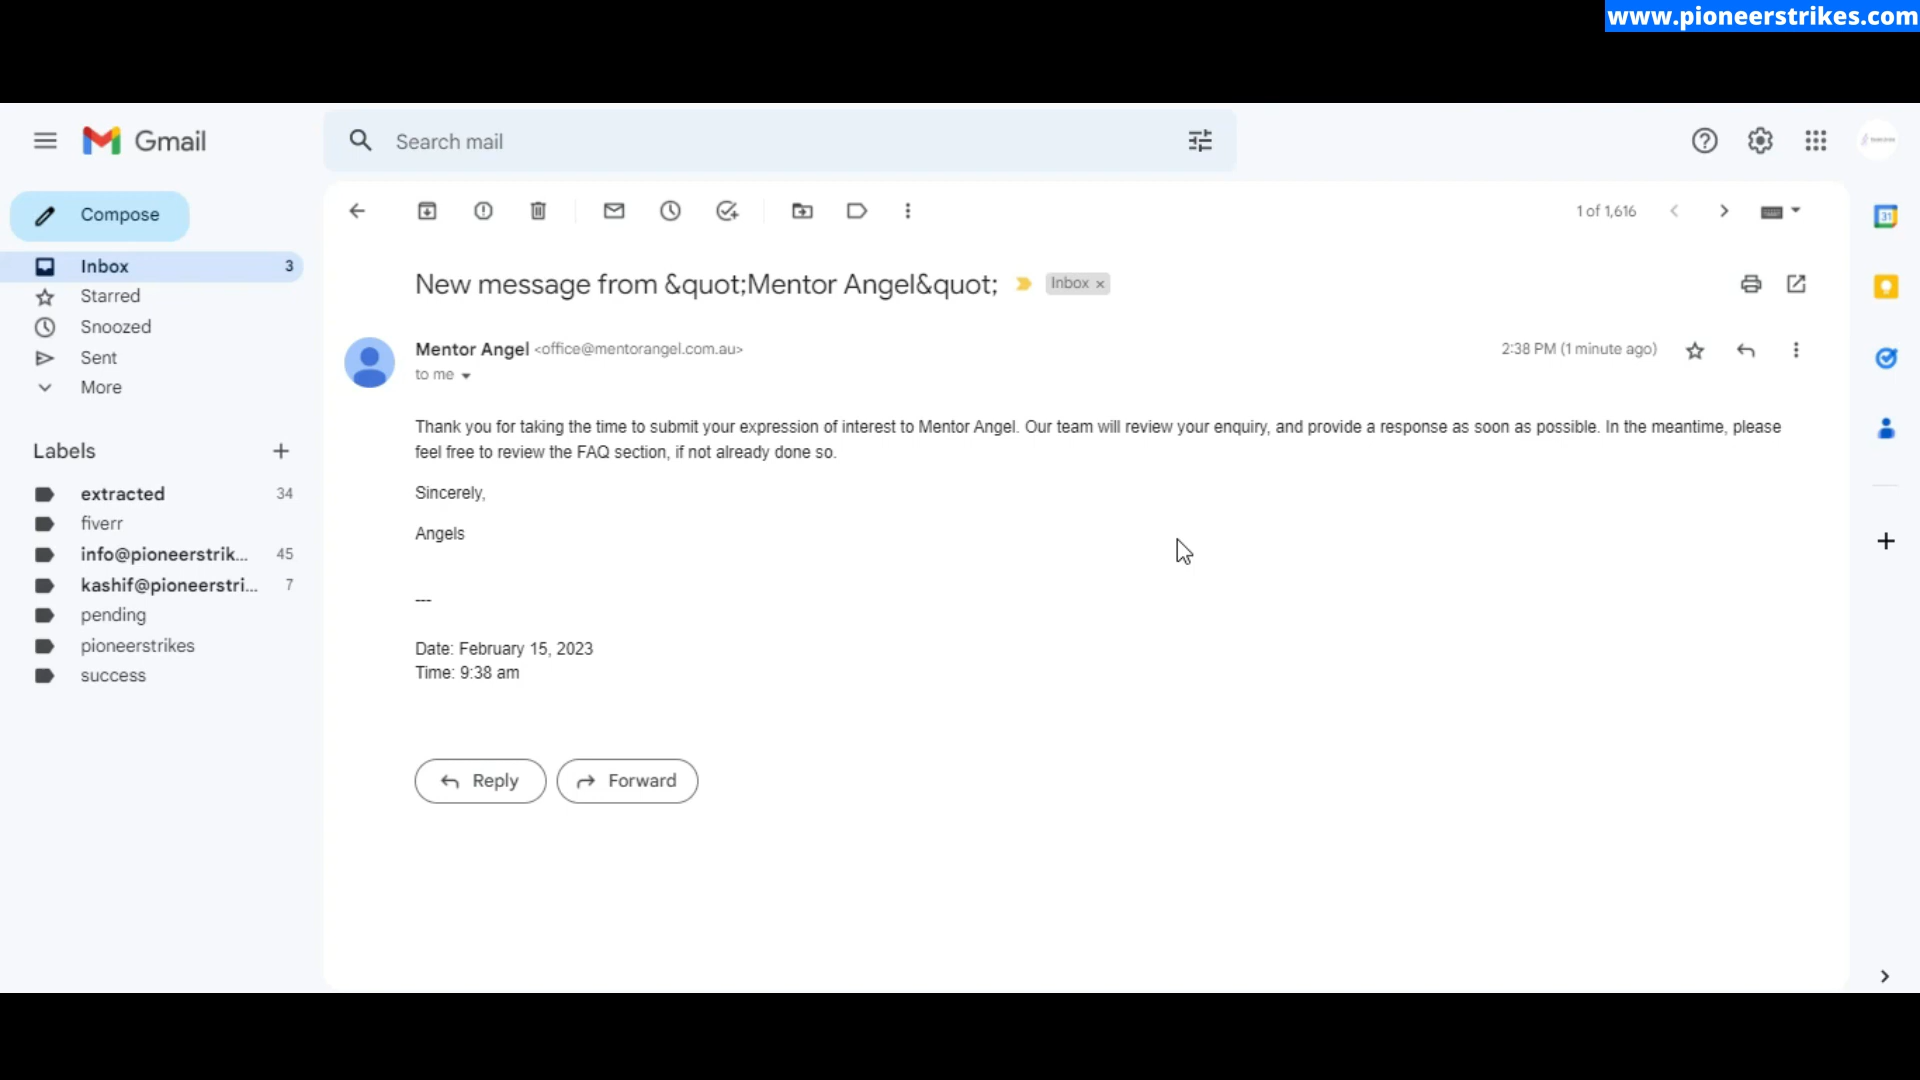 www.pioneerstrikes.com
Gmail
Search mail
Compose
1 of 1,616
Inbox 3
Starred
Snoozed
Sent
More
Labels
extracted 34
fiverr
info@pioneerstrik... 45
kashif@pioneerstri... 7
pending
pioneerstrikes
success
New message from &quot;Mentor Angel&quot; Inbox ×
Mentor Angel <office@mentorangel.com.au> 2:38 PM (1 minute ago)
to me
Thank you for taking the time to submit your expression of interest to Mentor Angel. Our team will review your enquiry, and provide a response as soon as possible. In the meantime, please
feel free to review the FAQ section, if not already done so.
Sincerely,
Angels
---
Date: February 15, 2023
Time: 9:38 am
Reply Forward
31